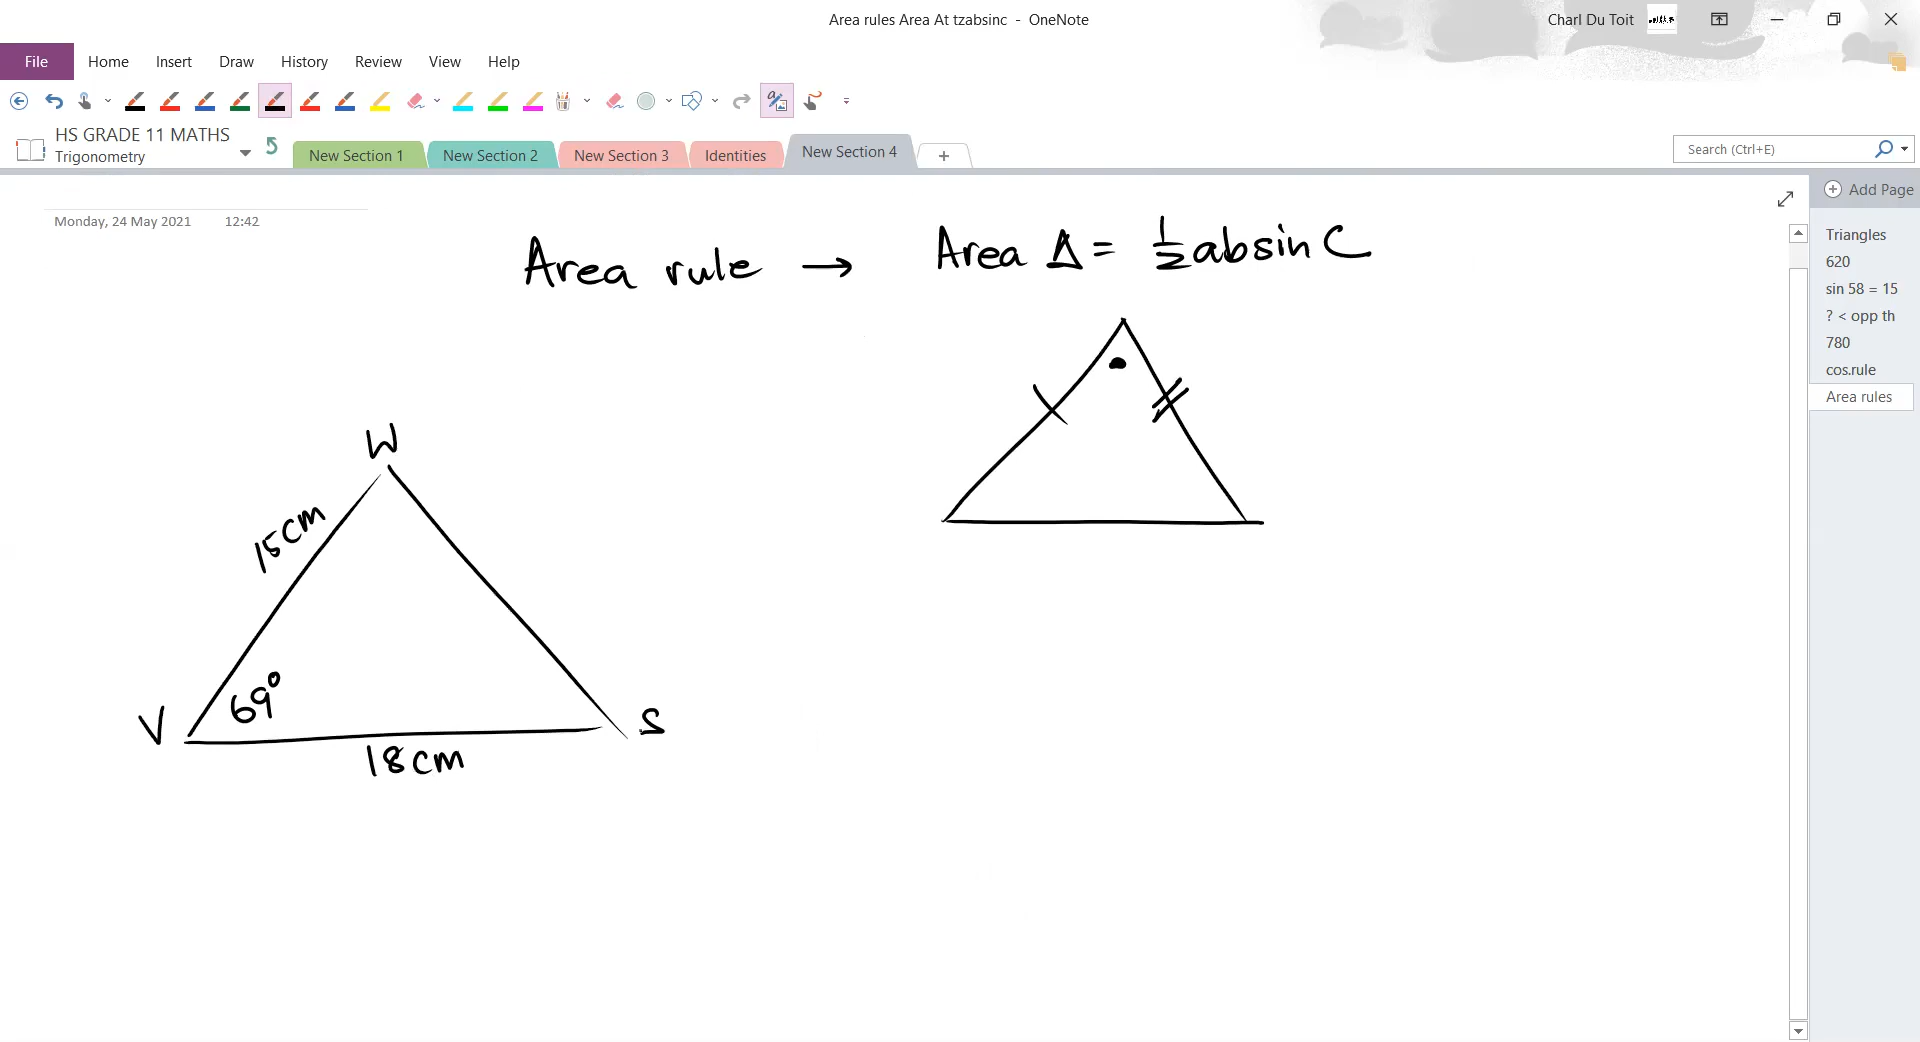 Area rules Area At tzabsinc - OneNote
Charl Du Toit
File Home Insert Draw History Review View Help
HS GRADE 11 MATHS
Trigonometry
New Section 1 New Section 2 New Section 3 Identities New Section 4 +
Search (Ctrl+E)
Add Page
Monday, 24 May 2021 12:42
Area rule → Area Δ = 1/2 absin C
W
15cm
69°
V
S
18cm
Triangles
620
sin 58 = 15
? < opp th
780
cos.rule
Area rules